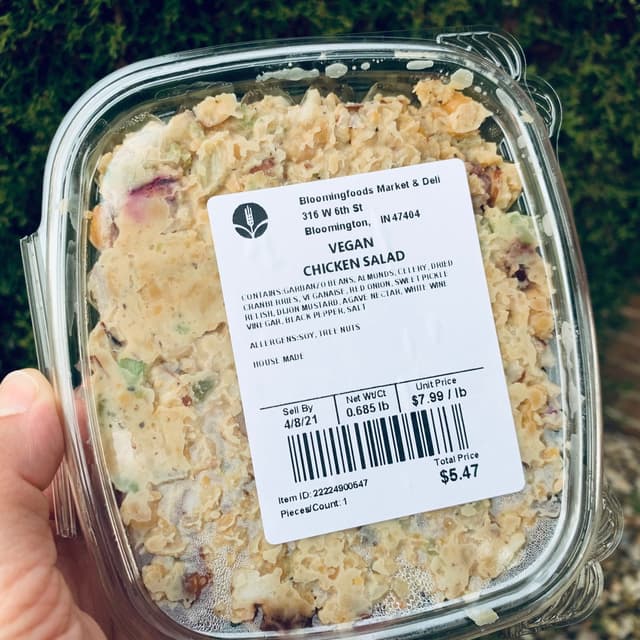 Bloomingfoods Market & Deli
316 W 6th St
Bloomington, IN 47404
VEGAN
CHICKEN SALAD
CONTAINS:GARBANZO BEANS, ALMONDS, CELERY, DRIED
CRANBERRIES, VEGANAISE, RED ONION, SWEET PICKLE
RELISH, DIJON MUSTARD, AGAVE NECTAR, WHITE WINE
VINEGAR, BLACK PEPPER, SALT
ALLERGENS:SOY, TREE NUTS
HOUSE MADE
Sell By Net Wt/Ct Unit Price
4/8/21 0.685 lb $7.99 / lb
Total Price
$5.47
Item ID: 22224900547
Pieces/Count: 1